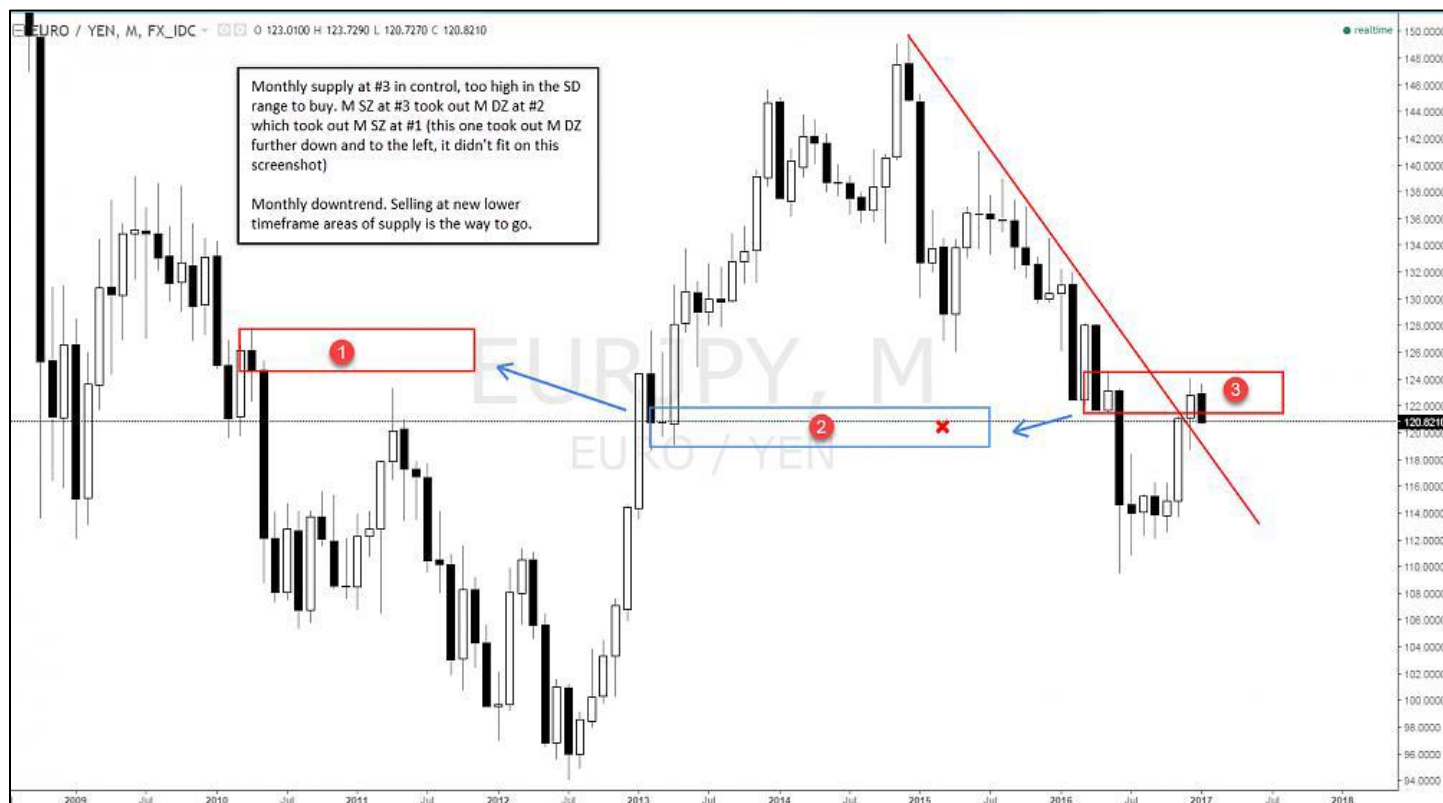 EURO / YEN, M, FX_IDC O 123.0100 H 123.7290 L 120.7270 C 120.8210
realtime
Monthly supply at #3 in control, too high in the SD
range to buy. M SZ at #3 took out M DZ at #2
which took out M SZ at #1 (this one took out M DZ
further down and to the left, it didn't fit on this
screenshot)
Monthly downtrend. Selling at new lower
timeframe areas of supply is the way to go.
EURJPY, M
EURO / YEN
1
2
3
150.0000
148.0000
146.0000
144.0000
142.0000
140.0000
138.0000
136.0000
134.0000
132.0000
130.0000
128.0000
126.0000
124.0000
122.0000
120.8210
120.0000
118.0000
116.0000
114.0000
112.0000
110.0000
108.0000
106.0000
104.0000
102.0000
100.0000
98.0000
96.0000
94.0000
2009 Jul 2010 Jul 2011 Jul 2012 Jul 2013 Jul 2014 Jul 2015 Jul 2016 Jul 2017 Jul 2018